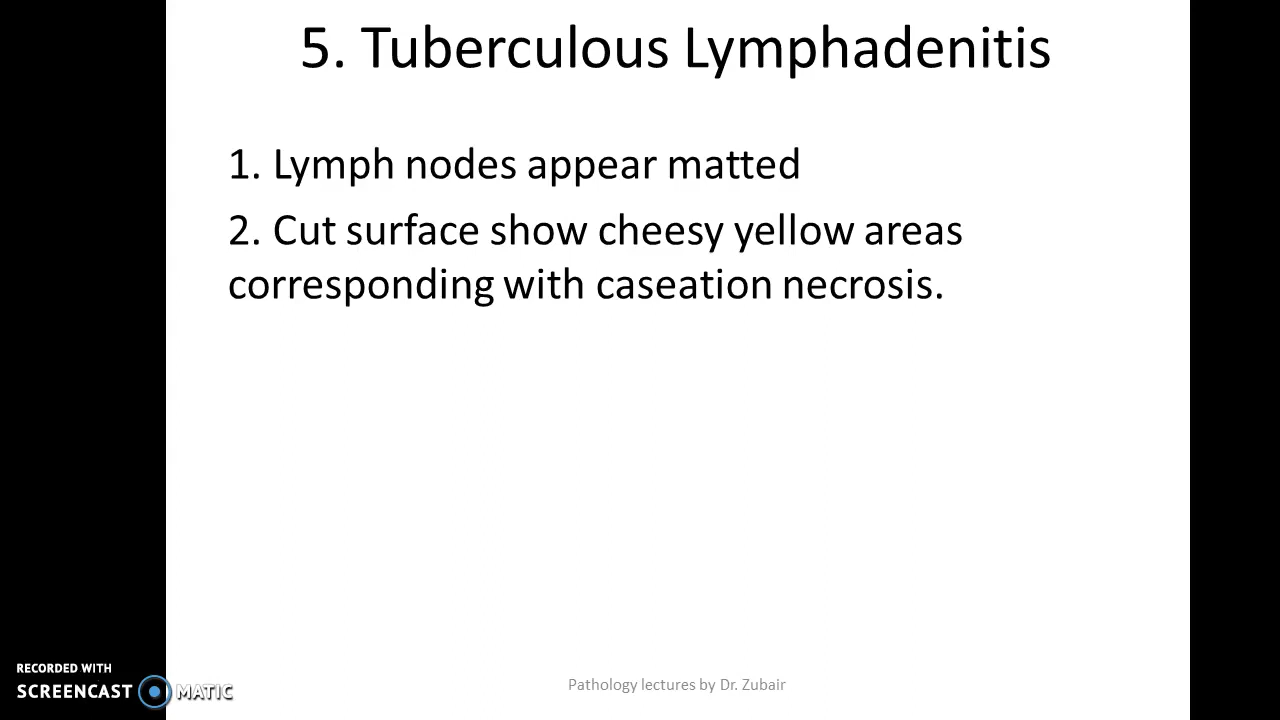 5. Tuberculous Lymphadenitis
1. Lymph nodes appear matted
2. Cut surface show cheesy yellow areas
corresponding with caseation necrosis.
RECORDED WITH
SCREENCAST MATIC
Pathology lectures by Dr. Zubair